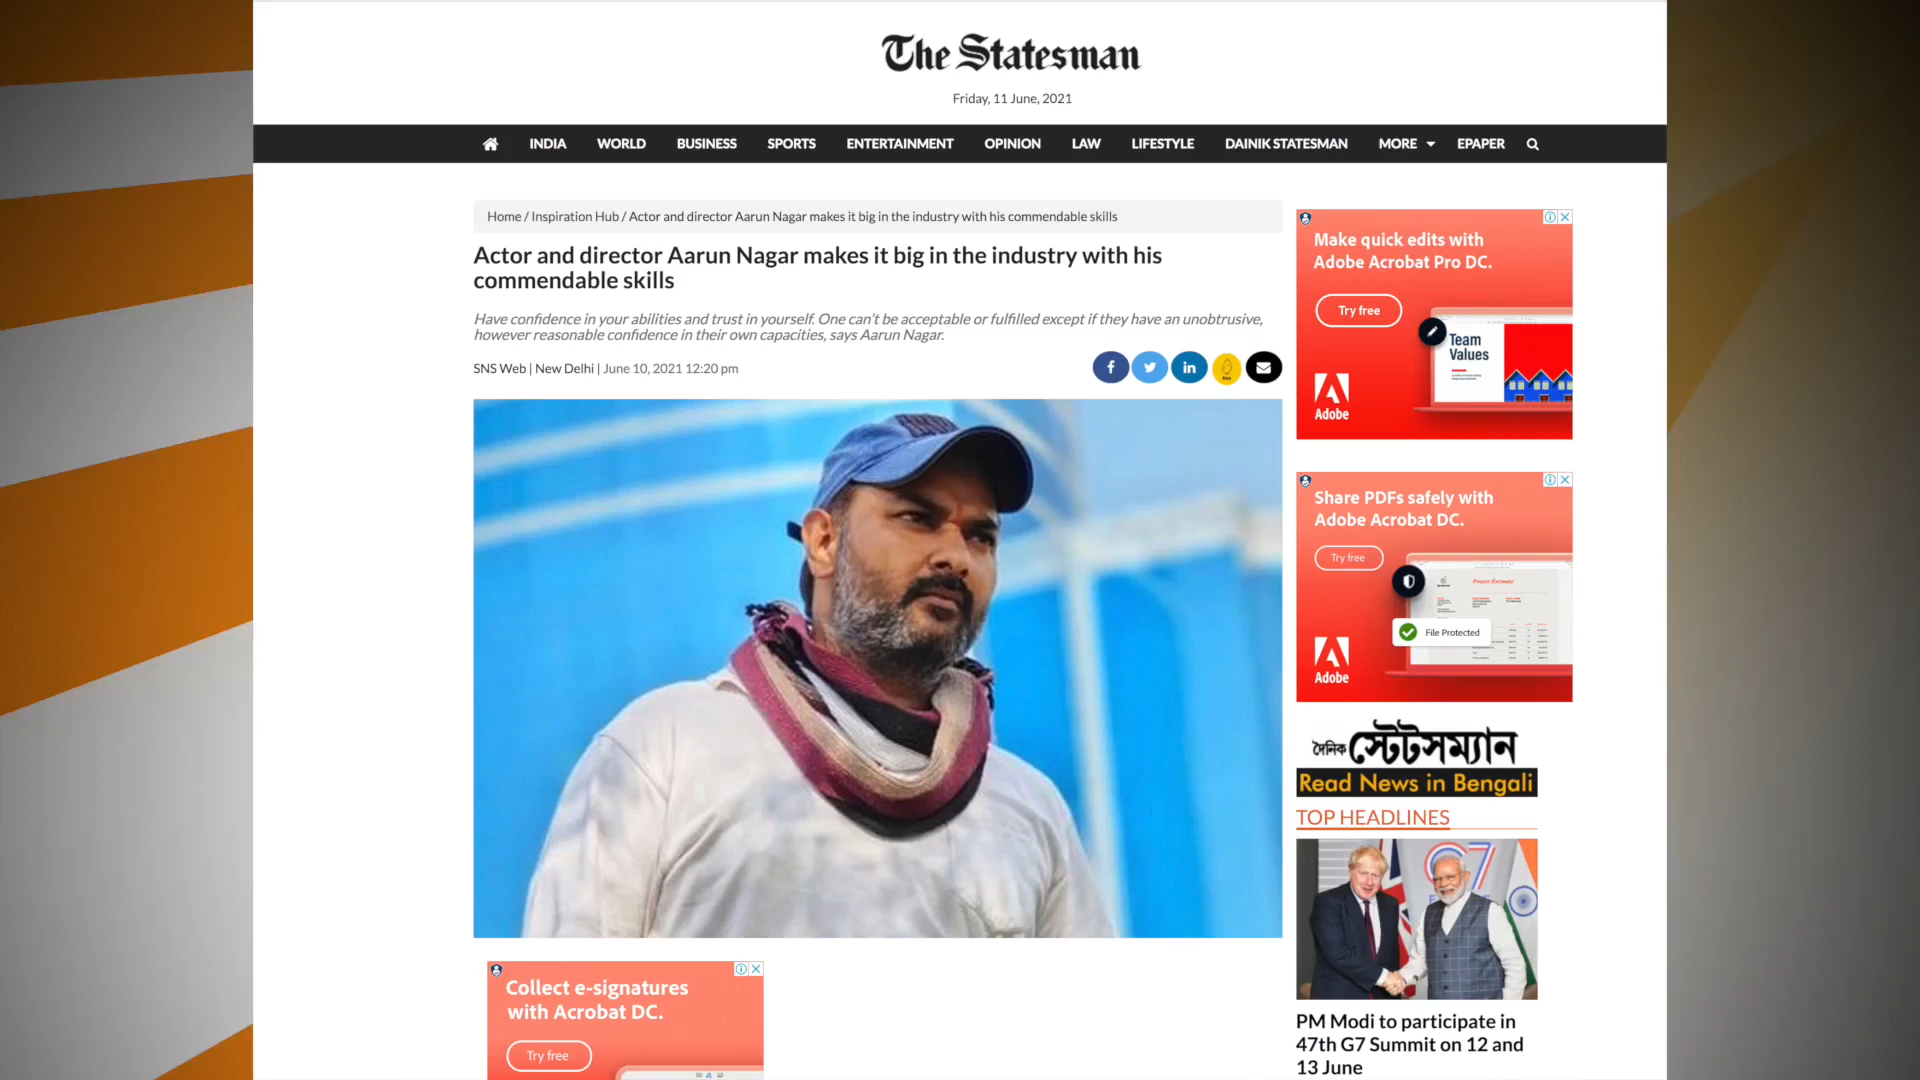 The Statesman
Friday, 11 June, 2021
INDIA WORLD BUSINESS SPORTS ENTERTAINMENT OPINION LAW LIFESTYLE DAINIK STATESMAN MORE EPAPER
Home / Inspiration Hub / Actor and director Aarun Nagar makes it big in the industry with his commendable skills
Actor and director Aarun Nagar makes it big in the industry with his
commendable skills
Have confidence in your abilities and trust in yourself. One can't be acceptable or fulfilled except if they have an unobtrusive,
however reasonable confidence in their own capacities, says Aarun Nagar.
SNS Web | New Delhi | June 10, 2021 12:20 pm
Make quick edits with
Adobe Acrobat Pro DC.
Try free
Team
Values
Adobe
Share PDFs safely with
Adobe Acrobat DC.
Try free
Project Estimate
File Protected
Adobe
দৈনিক স্টেটসম্যান
Read News in Bengali
TOP HEADLINES
G7
PM Modi to participate in
47th G7 Summit on 12 and
13 June
Collect e-signatures
with Acrobat DC.
Try free